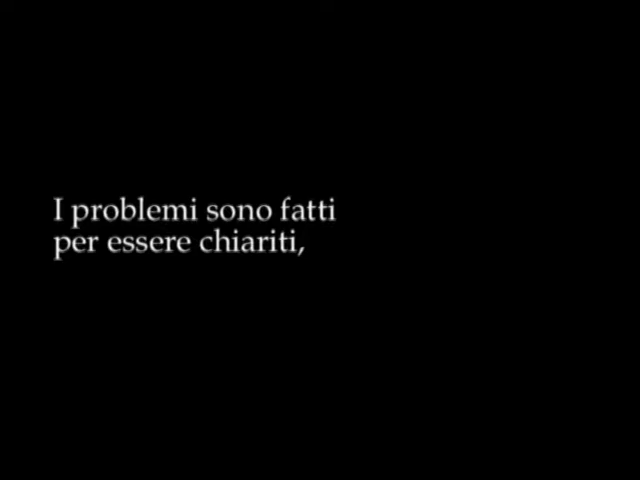 I problemi sono fatti
per essere chiariti,